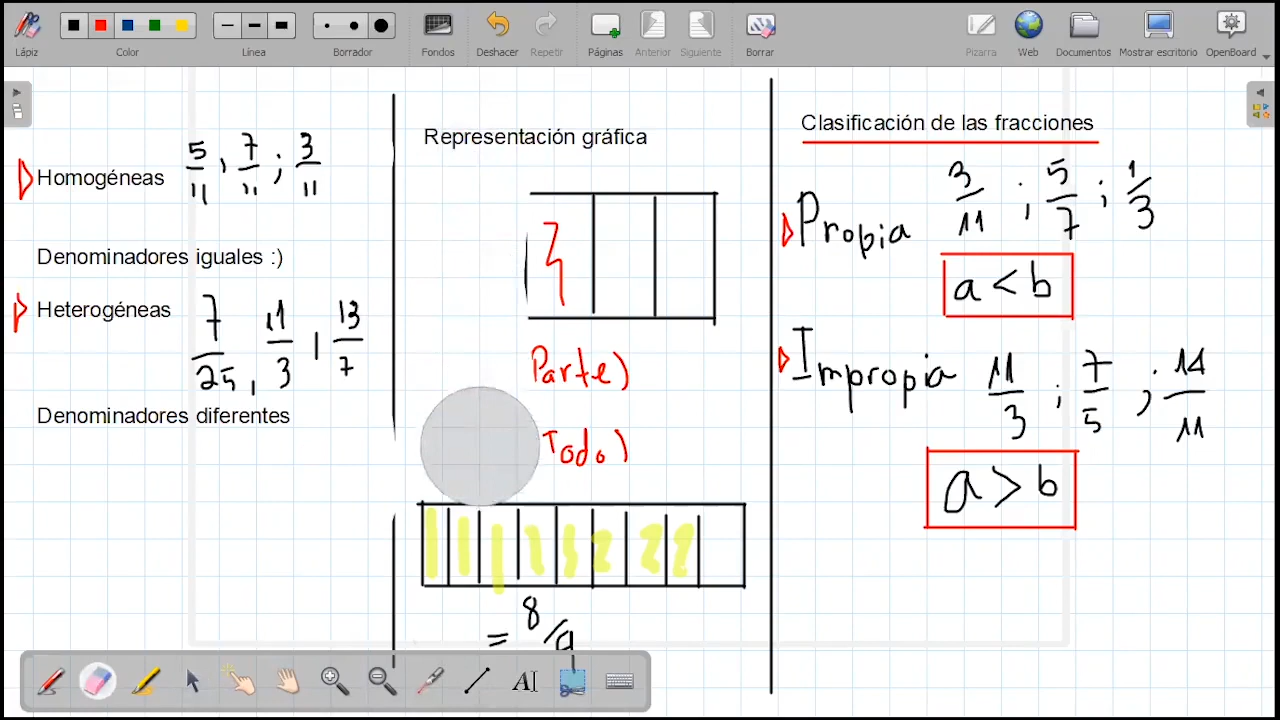 Lápiz Color Línea Borrador Fondos Deshacer Repetir Páginas Anterior Siguiente Borrar Pizarra Web Documentos Mostrar escritorio OpenBoard
Homogéneas 5/11, 7/11; 3/11
Denominadores iguales :)
Heterogéneas 7/25, 11/3, 13/7
Denominadores diferentes
Representación gráfica
Parte)
Todo)
= 8/9
Clasificación de las fracciones
Propia 3/11; 5/7; 1/3
a < b
Impropia 11/3; 7/5; 14/11
a > b